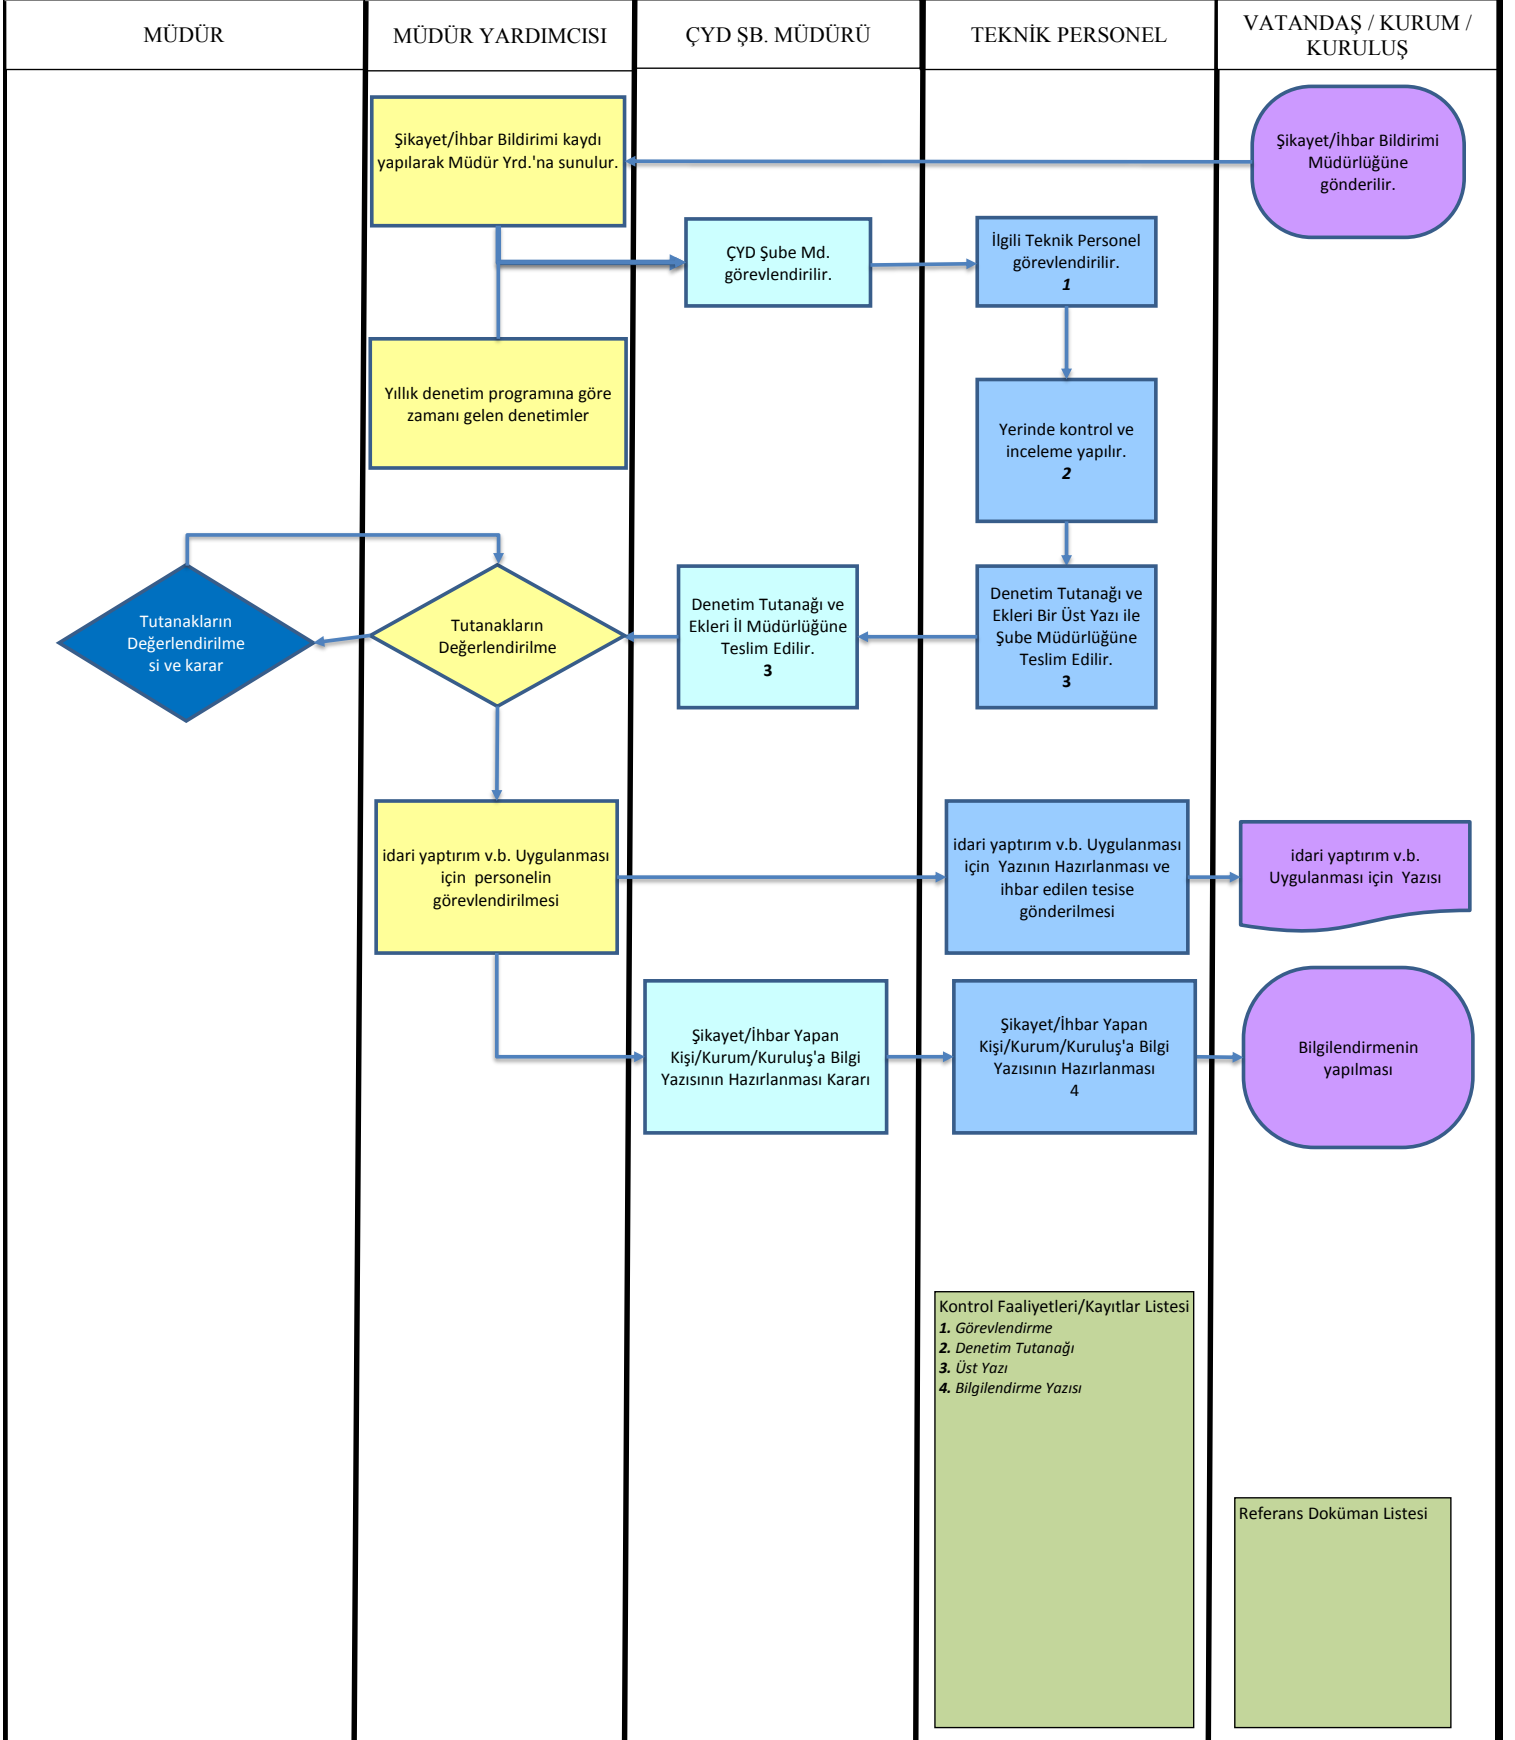 MÜDÜR
MÜDÜR YARDIMCISI
ÇYD ŞB. MÜDÜRÜ
TEKNİK PERSONEL
VATANDAŞ / KURUM /
KURULUŞ
Şikayet/İhbar Bildirimi kaydı
yapılarak Müdür Yrd.'na sunulur.
Şikayet/İhbar Bildirimi
Müdürlüğüne
gönderilir.
ÇYD Şube Md.
görevlendirilir.
İlgili Teknik Personel
görevlendirilir.
1
Yıllık denetim programına göre
zamanı gelen denetimler
Yerinde kontrol ve
inceleme yapılır.
2
Tutanakların
Değerlendirilme
si ve karar
Tutanakların
Değerlendirilme
Denetim Tutanağı ve
Ekleri İl Müdürlüğüne
Teslim Edilir.
3
Denetim Tutanağı ve
Ekleri Bir Üst Yazı ile
Şube Müdürlüğüne
Teslim Edilir.
3
idari yaptırım v.b. Uygulanması
için  personelin
görevlendirilmesi
idari yaptırım v.b. Uygulanması
için  Yazının Hazırlanması ve
ihbar edilen tesise
gönderilmesi
idari yaptırım v.b.
Uygulanması için  Yazısı
Şikayet/İhbar Yapan
Kişi/Kurum/Kuruluş'a Bilgi
Yazısının Hazırlanması Kararı
Şikayet/İhbar Yapan
Kişi/Kurum/Kuruluş'a Bilgi
Yazısının Hazırlanması
4
Bilgilendirmenin
yapılması
Kontrol Faaliyetleri/Kayıtlar Listesi
1. Görevlendirme
2. Denetim Tutanağı
3. Üst Yazı
4. Bilgilendirme Yazısı
Referans Doküman Listesi